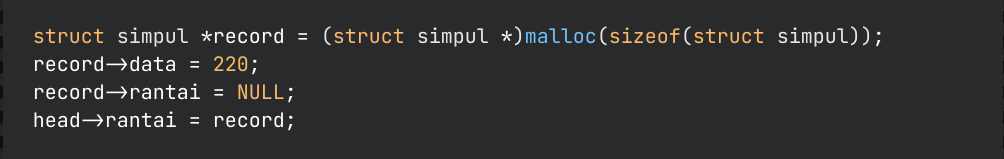 struct simpul *record = (struct simpul *)malloc(sizeof(struct simpul));
record->data = 220;
record->rantai = NULL;
head->rantai = record;